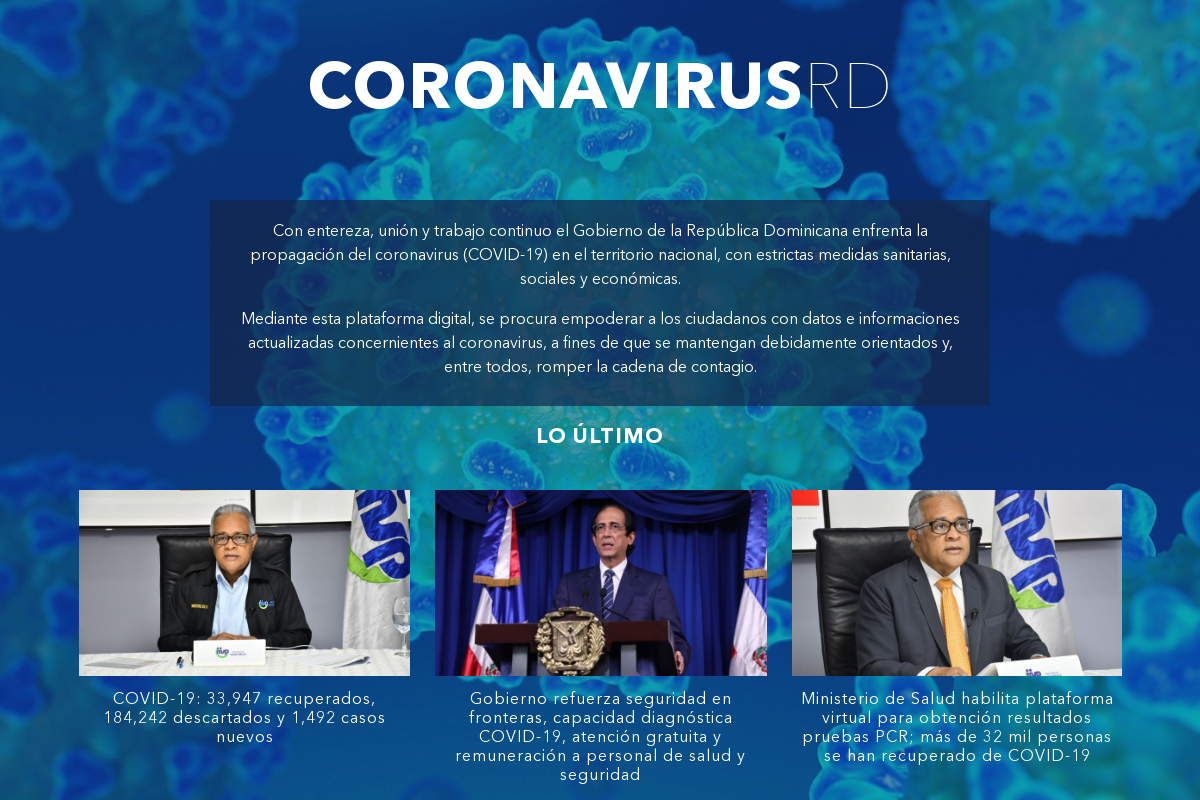 CORONAVIRUSRD
Con entereza, unión y trabajo continuo el Gobierno de la República Dominicana enfrenta la
propagación del coronavirus (COVID-19) en el territorio nacional, con estrictas medidas sanitarias,
sociales y económicas.
Mediante esta plataforma digital, se procura empoderar a los ciudadanos con datos e informaciones
actualizadas concernientes al coronavirus, a fines de que se mantengan debidamente orientados y,
entre todos, romper la cadena de contagio.
LO ÚLTIMO
COVID-19: 33,947 recuperados,
184,242 descartados y 1,492 casos
nuevos
Gobierno refuerza seguridad en
fronteras, capacidad diagnóstica
COVID-19, atención gratuita y
remuneración a personal de salud y
seguridad
Ministerio de Salud habilita plataforma
virtual para obtención resultados
pruebas PCR; más de 32 mil personas
se han recuperado de COVID-19